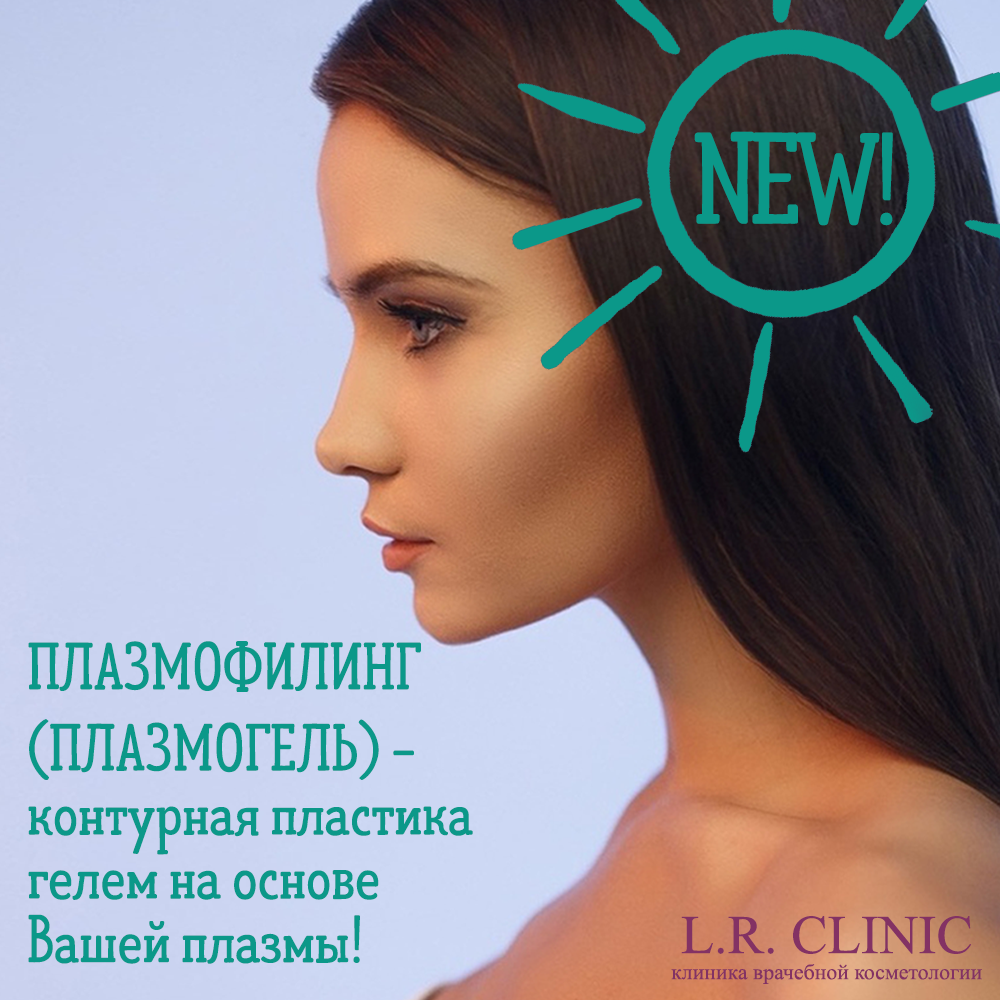 NEW!
ПЛАЗМОФИЛИНГ
(ПЛАЗМОГЕЛЬ) –
контурная пластика
гелем на основе
Вашей плазмы!
L.R. CLINIC
клиника врачебной косметологии